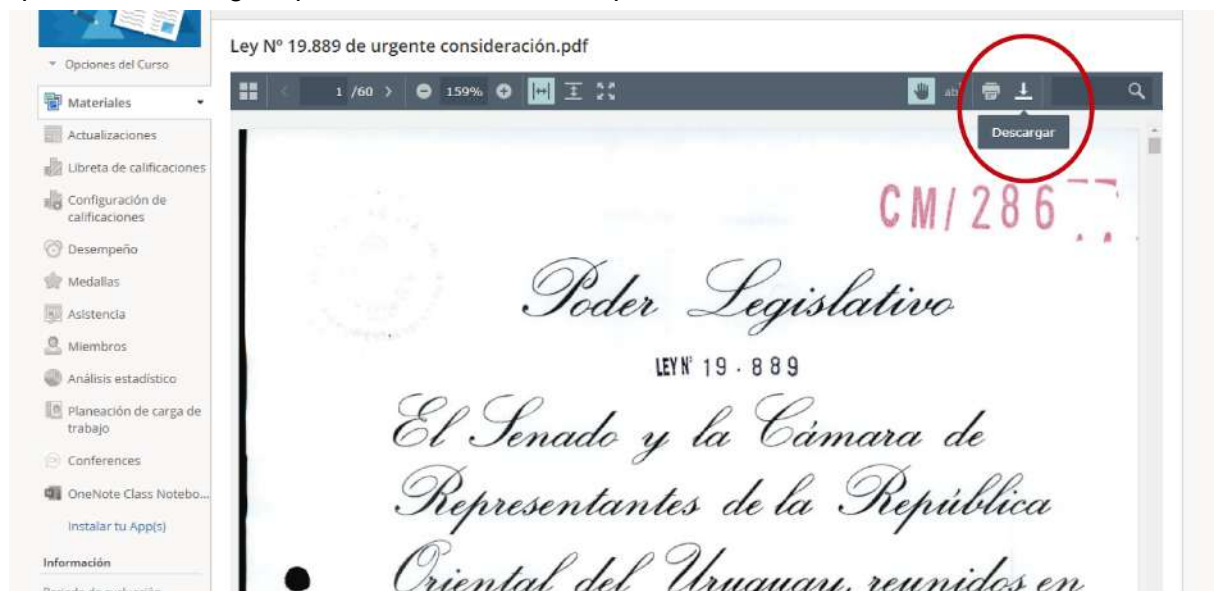 Ley Nº 19.889 de urgente consideración.pdf
Opciones del Curso
Materiales
Actualizaciones
Libreta de calificaciones
Configuración de
calificaciones
Desempeño
Medallas
Asistencia
Miembros
Análisis estadístico
Planeación de carga de
trabajo
Conferences
OneNote Class Notebo...
Instalar tu App(s)
Información
1 /60
159%
Descargar
CM/286
Poder Legislativo
LEY Nº 19.889
El Senado y la Cámara de
Representantes de la República
Oriental del Uruguay, reunidos en